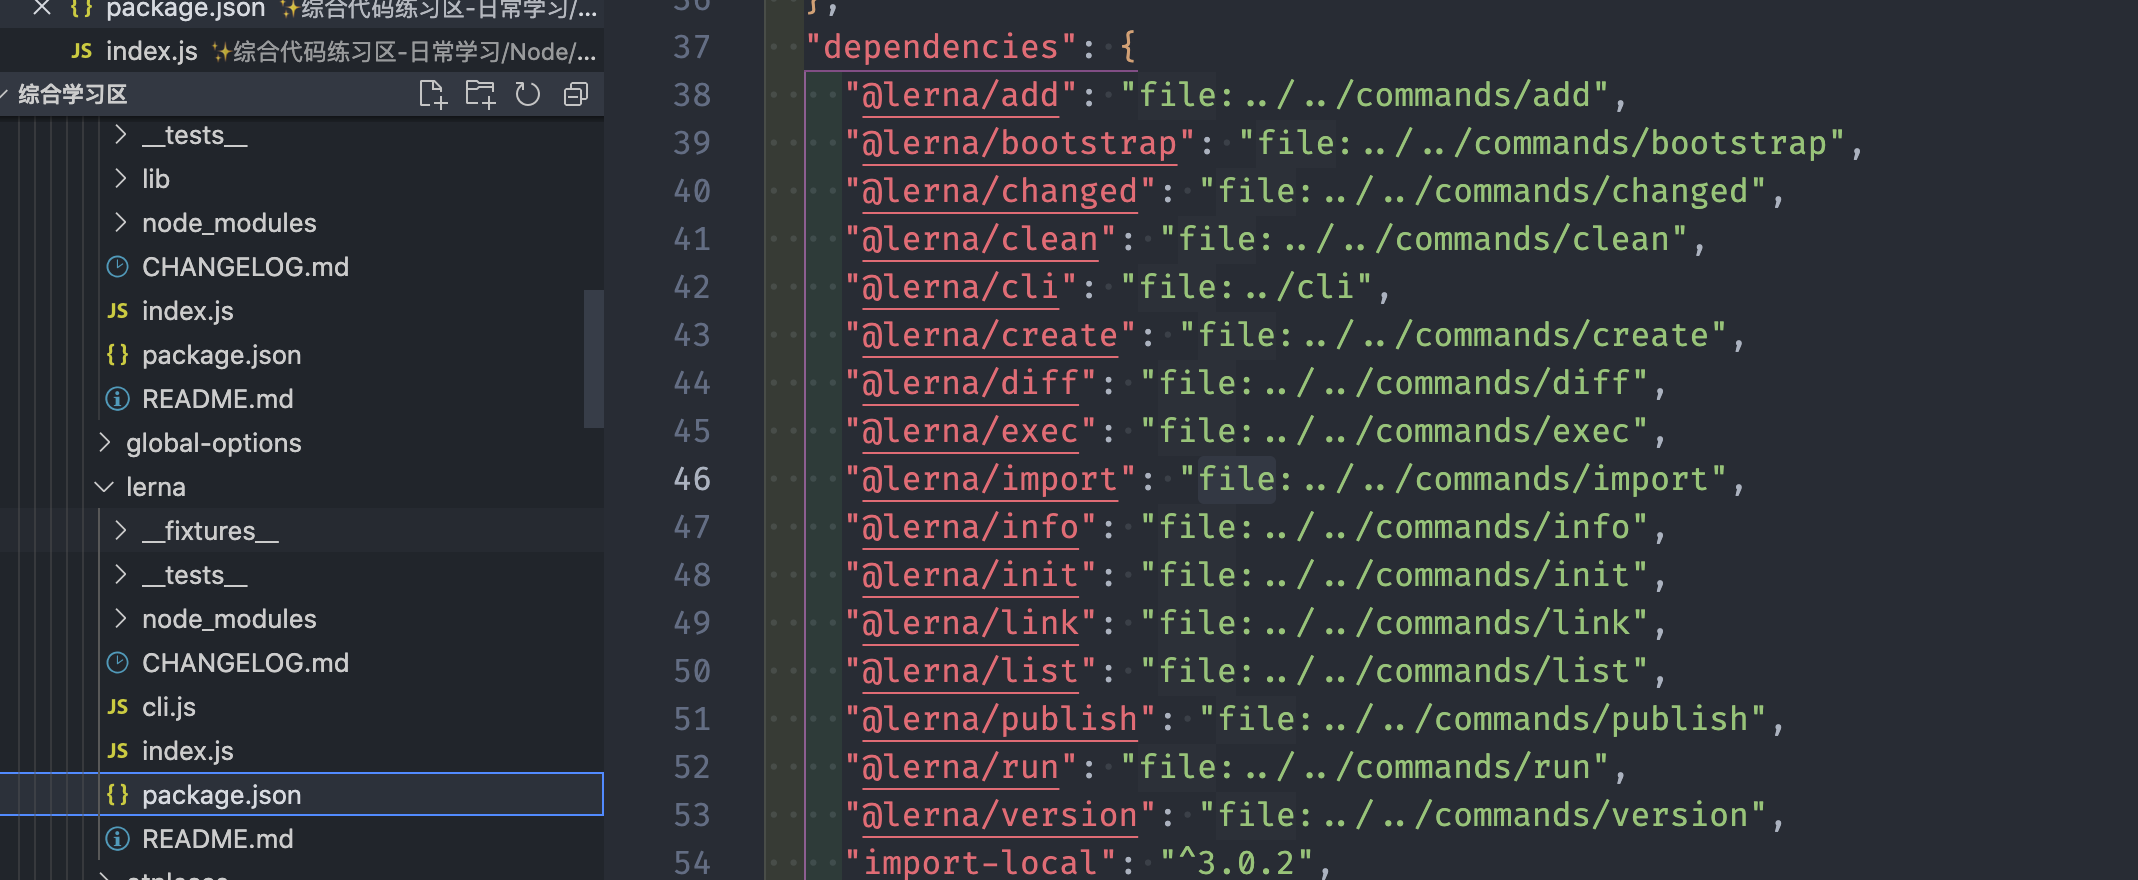 package.json ✨综合代码练习区-日常学习/...
JS index.js ✨综合代码练习区-日常学习/Node/...
综合学习区
__tests__
lib
node_modules
CHANGELOG.md
JS index.js
{} package.json
README.md
global-options
lerna
__fixtures__
__tests__
node_modules
CHANGELOG.md
JS cli.js
JS index.js
{} package.json
README.md
36 },
37 "dependencies": {
38 "@lerna/add": "file:../../commands/add",
39 "@lerna/bootstrap": "file:../../commands/bootstrap",
40 "@lerna/changed": "file:../../commands/changed",
41 "@lerna/clean": "file:../../commands/clean",
42 "@lerna/cli": "file:../cli",
43 "@lerna/create": "file:../../commands/create",
44 "@lerna/diff": "file:../../commands/diff",
45 "@lerna/exec": "file:../../commands/exec",
46 "@lerna/import": "file:../../commands/import",
47 "@lerna/info": "file:../../commands/info",
48 "@lerna/init": "file:../../commands/init",
49 "@lerna/link": "file:../../commands/link",
50 "@lerna/list": "file:../../commands/list",
51 "@lerna/publish": "file:../../commands/publish",
52 "@lerna/run": "file:../../commands/run",
53 "@lerna/version": "file:../../commands/version",
54 "import-local": "^3.0.2",